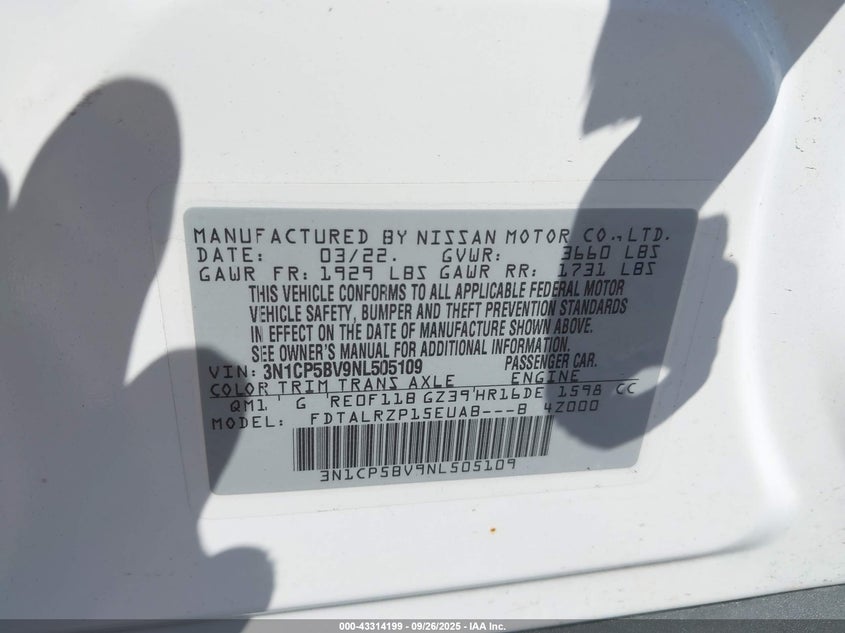 MANUFACTURED BY NISSAN MOTOR CO., LTD.
DATE: 03/22. GVWR: 3660 LBS
GAWR FR: 1929 LBS GAWR RR: 1731 LBS
THIS VEHICLE CONFORMS TO ALL APPLICABLE FEDERAL MOTOR
VEHICLE SAFETY, BUMPER AND THEFT PREVENTION STANDARDS
IN EFFECT ON THE DATE OF MANUFACTURE SHOWN ABOVE.
SEE OWNER'S MANUAL FOR ADDITIONAL INFORMATION.
VIN: 3N1CP5BV9NL505109 PASSENGER CAR.
COLOR TRIM TRANS AXLE ENGINE
QM1 G RE0F11B GZ39 HR16DE 1598 CC
MODEL: FDTALRZP15EUAB---B 4Z000
3N1CP5BV9NL505109
000-43314199 - 09/26/2025 - IAA Inc.